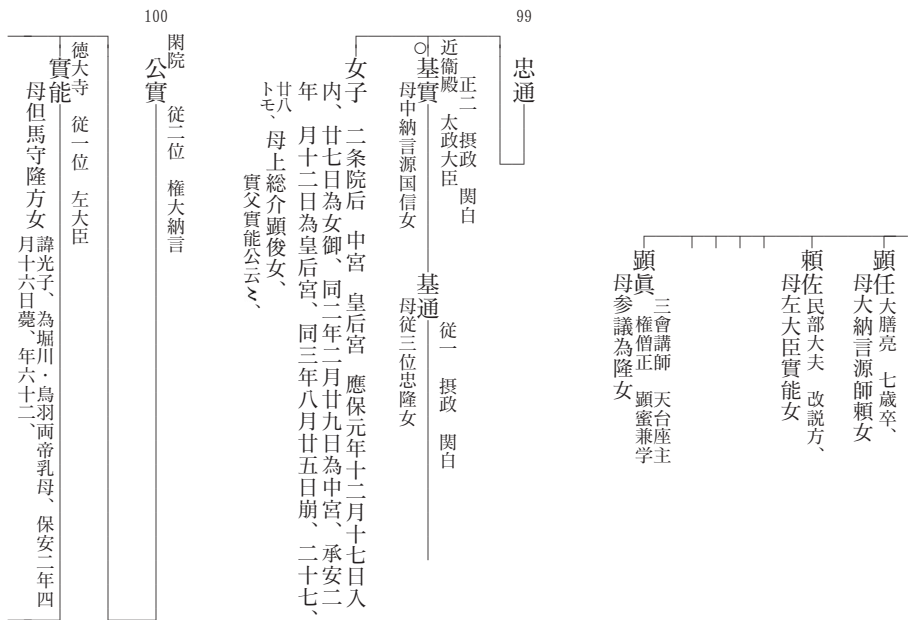 顕任
大膳亮　七歳卒、
母大納言源師頼女
頼佐
民部大夫　改説方、
母左大臣實能女
顕眞
三會講師　天台座主
権僧正　顕蜜兼学
母参議為隆女
99
忠通
近衞殿　正二　摂政　関白
太政大臣
○基實
母中納言源国信女
基通
従一　摂政　関白
母従三位忠隆女
女子　二条院后　中宮　皇后宮　應保元年十二月十七日入
内、廿七日為女御、同二年二月廿九日為中宮、承安二
年　月十二日為皇后宮、同三年八月廿五日崩、二十七、
廿八
トモ、
母上総介顕俊女、
實父實能公云〻、
100
閑院
公實
従二位　権大納言
徳大寺　従一位　左大臣
實能
母但馬守隆方女
諱光子、為堀川・鳥羽両帝乳母、保安二年四
月十六日薨、年六十二、